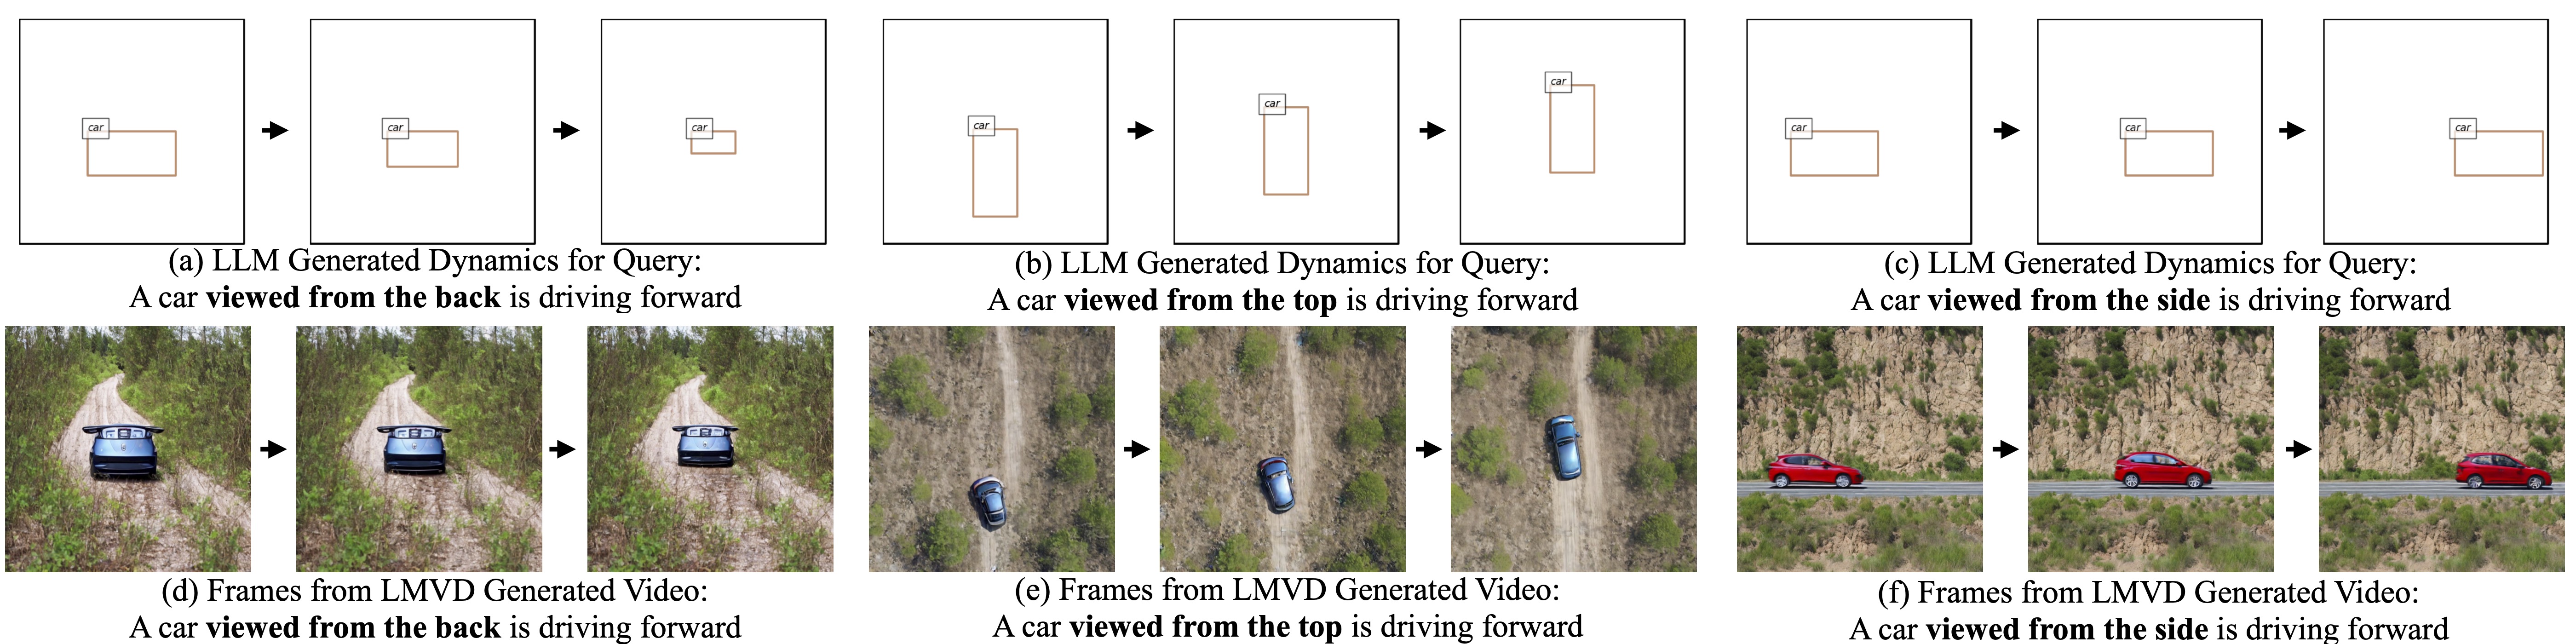 car
car
car
car
car
car
car
car
car
(a) LLM Generated Dynamics for Query:
A car viewed from the back is driving forward
(b) LLM Generated Dynamics for Query:
A car viewed from the top is driving forward
(c) LLM Generated Dynamics for Query:
A car viewed from the side is driving forward
(d) Frames from LMVD Generated Video:
A car viewed from the back is driving forward
(e) Frames from LMVD Generated Video:
A car viewed from the top is driving forward
(f) Frames from LMVD Generated Video:
A car viewed from the side is driving forward